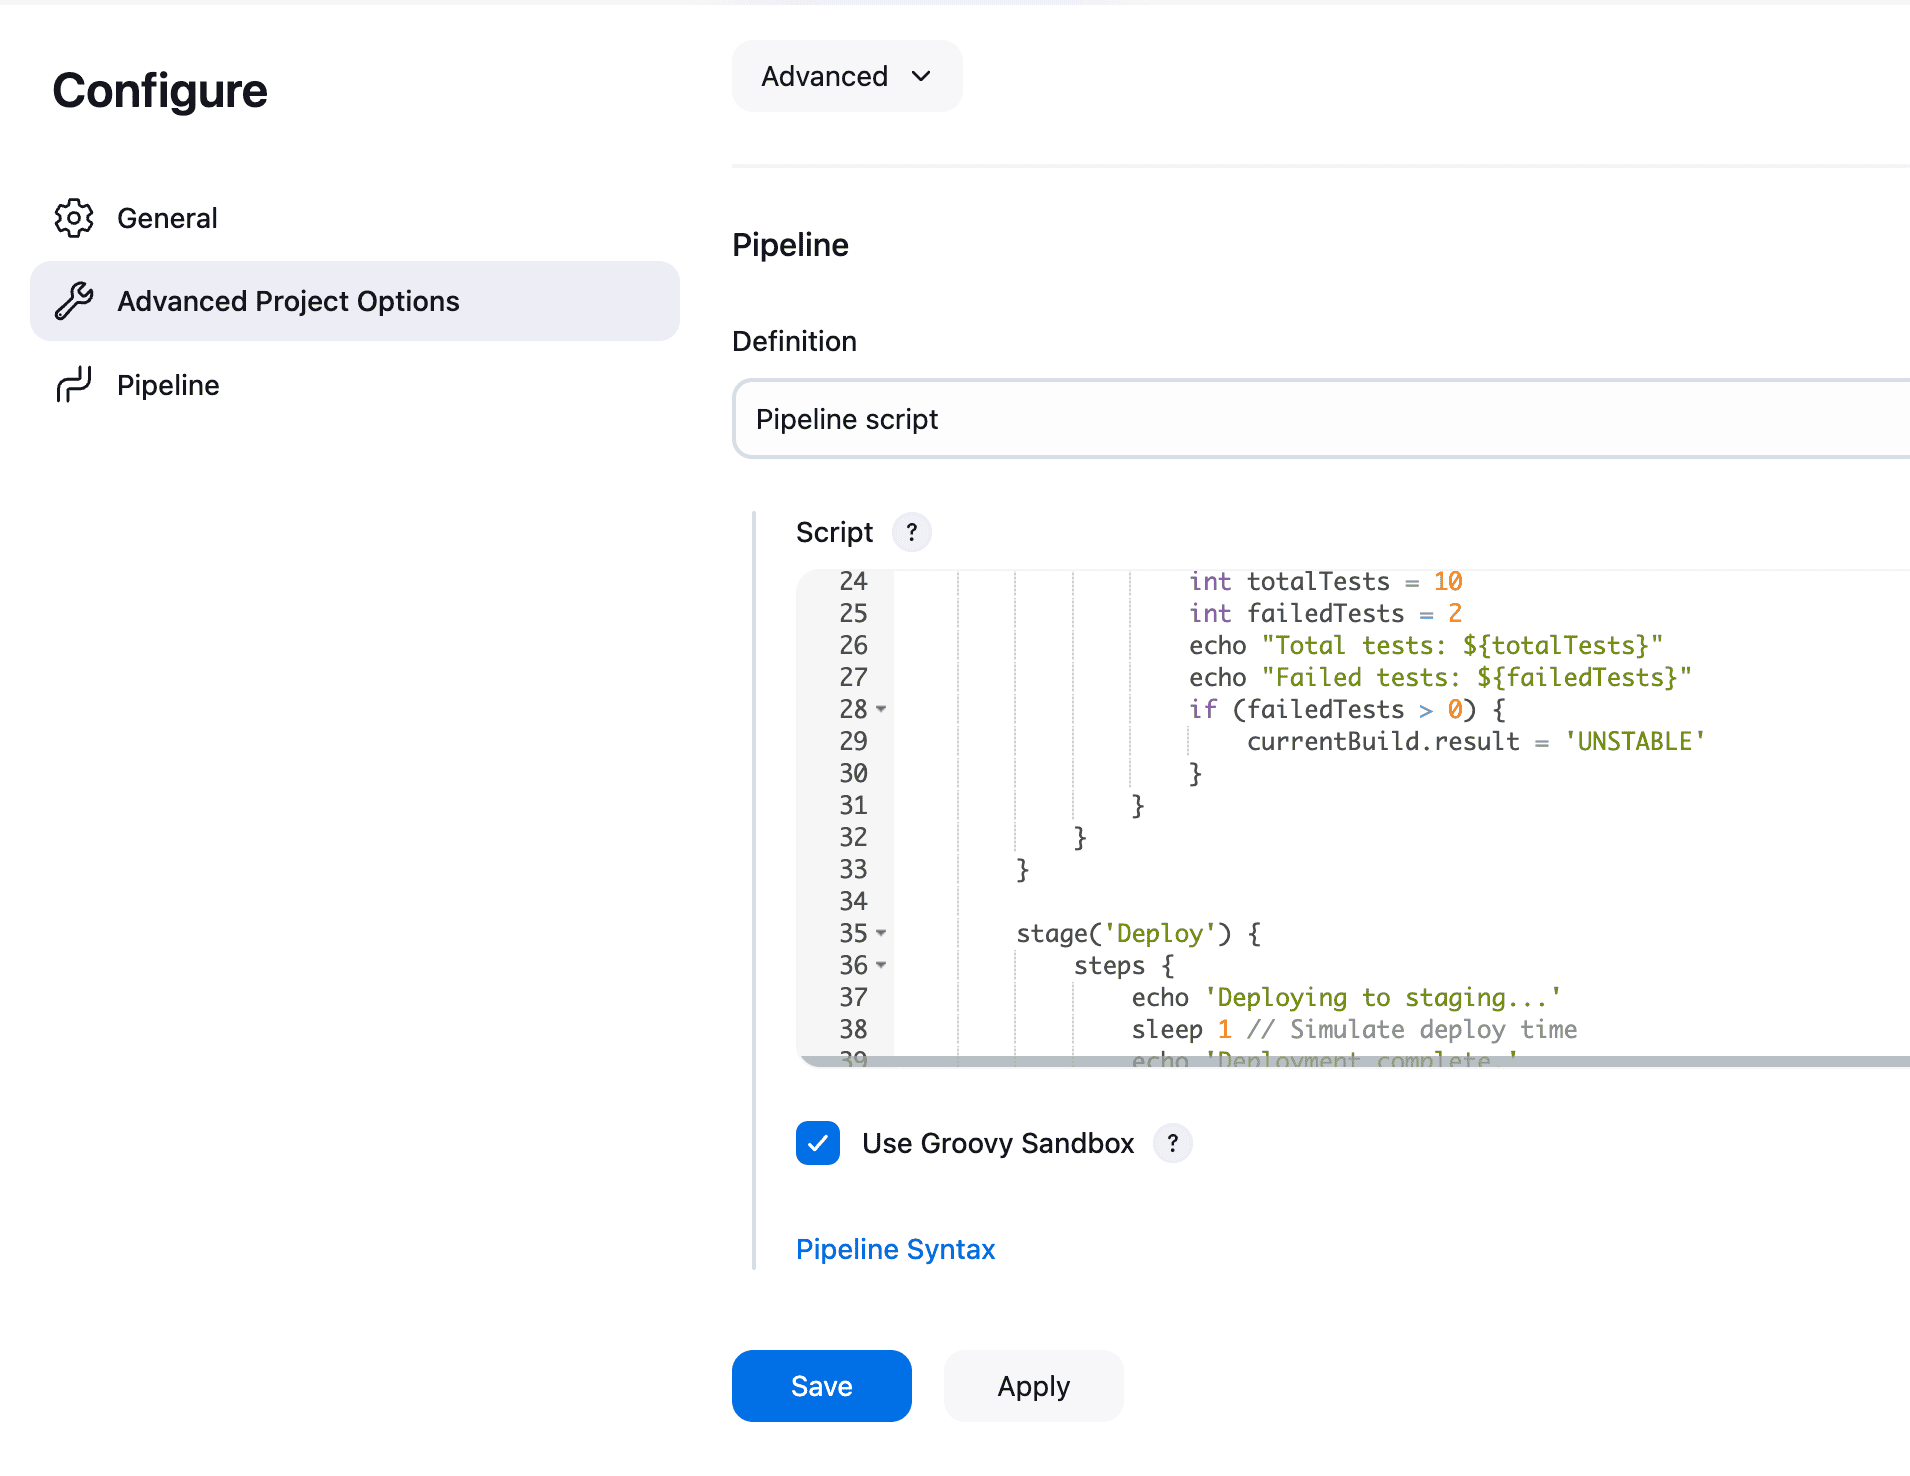 Configure
General
Advanced Project Options
Pipeline
Advanced
Pipeline
Definition
Pipeline script
Script ?
24 int totalTests = 10
25 int failedTests = 2
26 echo "Total tests: ${totalTests}"
27 echo "Failed tests: ${failedTests}"
28 if (failedTests > 0) {
29 currentBuild.result = 'UNSTABLE'
30 }
31 }
32 }
33 }
34
35 stage('Deploy') {
36 steps {
37 echo 'Deploying to staging...'
38 sleep 1 // Simulate deploy time
39 echo 'Deployment complete.'
Use Groovy Sandbox ?
Pipeline Syntax
Save
Apply